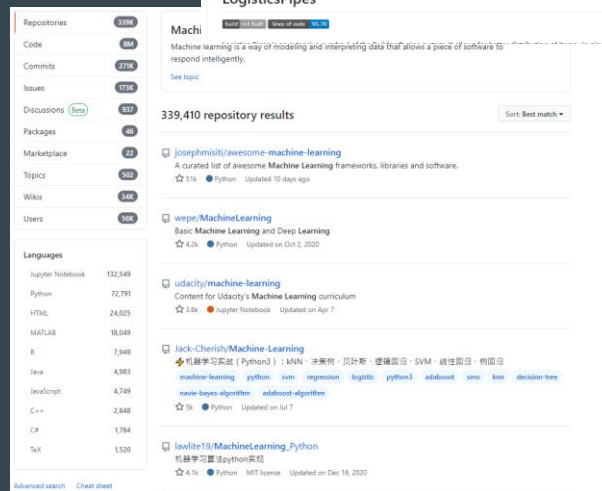 LogisticsPipes
build not built lines of code 95.7K
Repositories 339K
Code 8M
Commits 271K
Issues 173K
Discussions Beta 937
Packages 46
Marketplace 22
Topics 502
Wikis 34K
Users 56K
Languages
Jupyter Notebook 132,549
Python 72,791
HTML 24,025
MATLAB 18,049
R 7,949
Java 4,983
JavaScript 4,749
C++ 2,848
C# 1,784
TeX 1,520
Advanced search Cheat sheet
Machi
Machine learning is a way of modeling and interpreting data that allows a piece of software to
respond intelligently.
See topic
339,410 repository results
Sort: Best match
josephmisiti/awesome-machine-learning
A curated list of awesome Machine Learning frameworks, libraries and software.
51k Python Updated 10 days ago
wepe/MachineLearning
Basic Machine Learning and Deep Learning
4.2k Python Updated on Oct 2, 2020
udacity/machine-learning
Content for Udacity's Machine Learning curriculum
3.6k Jupyter Notebook Updated on Apr 7
Jack-Cherish/Machine-Learning
⚡机器学习实战(Python3):kNN、决策树、贝叶斯、逻辑回归、SVM、线性回归、树回归
machine-learning python svm regression logistic python3 adaboost smo knn decision-tree
navie-bayes-algorithm adaboost-algorithm
5k Python Updated on Jul 7
lawlite19/MachineLearning_Python
机器学习算法python实现
4.1k Python MIT license Updated on Dec 16, 2020